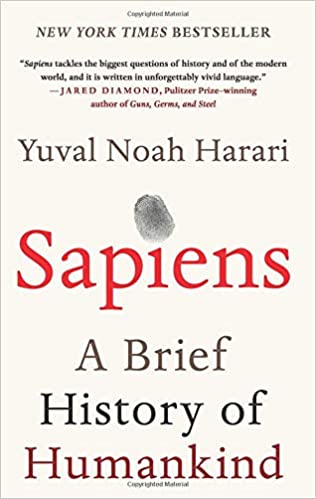 NEW YORK TIMES BESTSELLER
“Sapiens tackles the biggest questions of history and of the modern
world, and it is written in unforgettably vivid language.”
—JARED DIAMOND, Pulitzer Prize–winning
author of Guns, Germs, and Steel
Yuval Noah Harari
Sapiens
A Brief
History of
Humankind